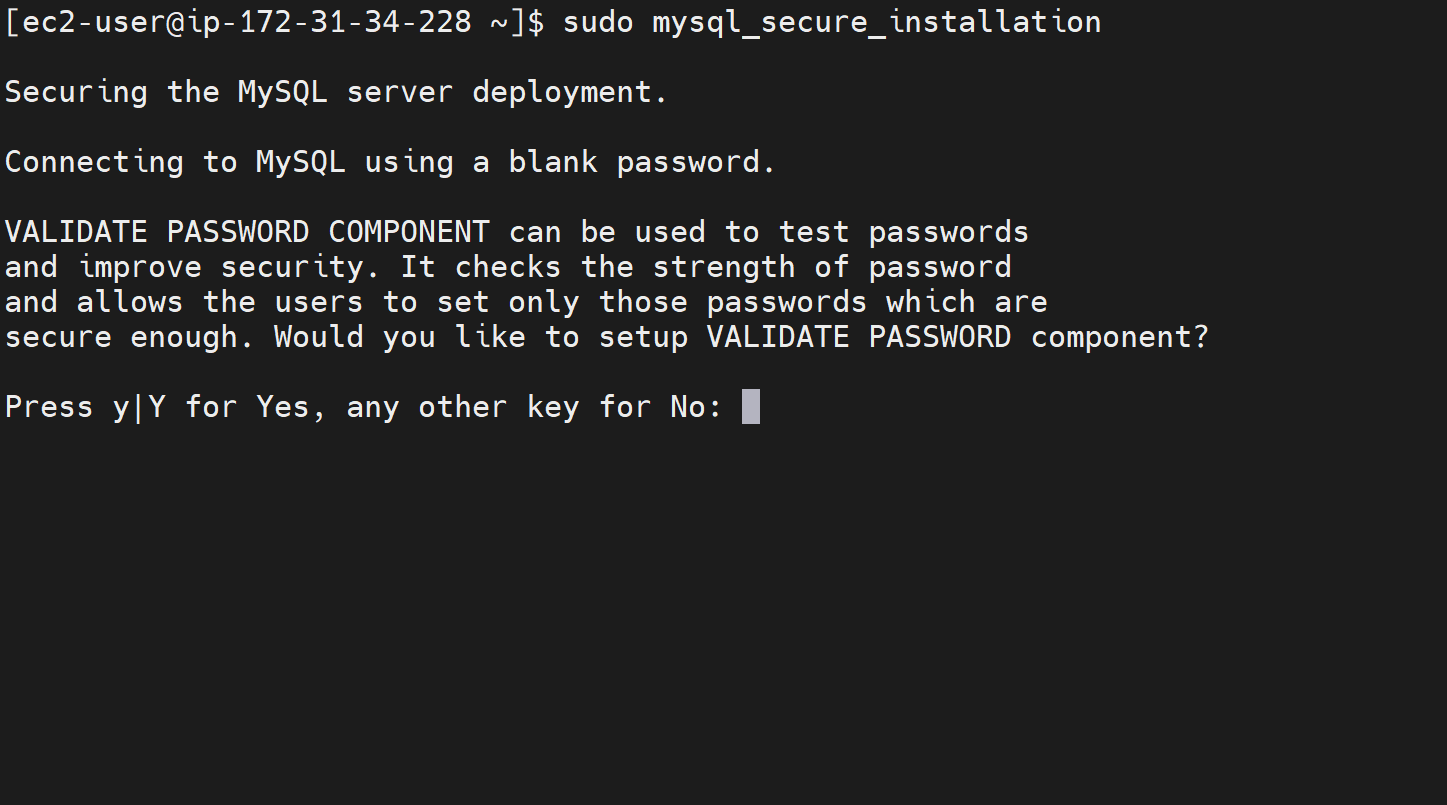 [ec2-user@ip-172-31-34-228 ~]$ sudo mysql_secure_installation
Securing the MySQL server deployment.
Connecting to MySQL using a blank password.
VALIDATE PASSWORD COMPONENT can be used to test passwords
and improve security. It checks the strength of password
and allows the users to set only those passwords which are
secure enough. Would you like to setup VALIDATE PASSWORD component?
Press y|Y for Yes, any other key for No: